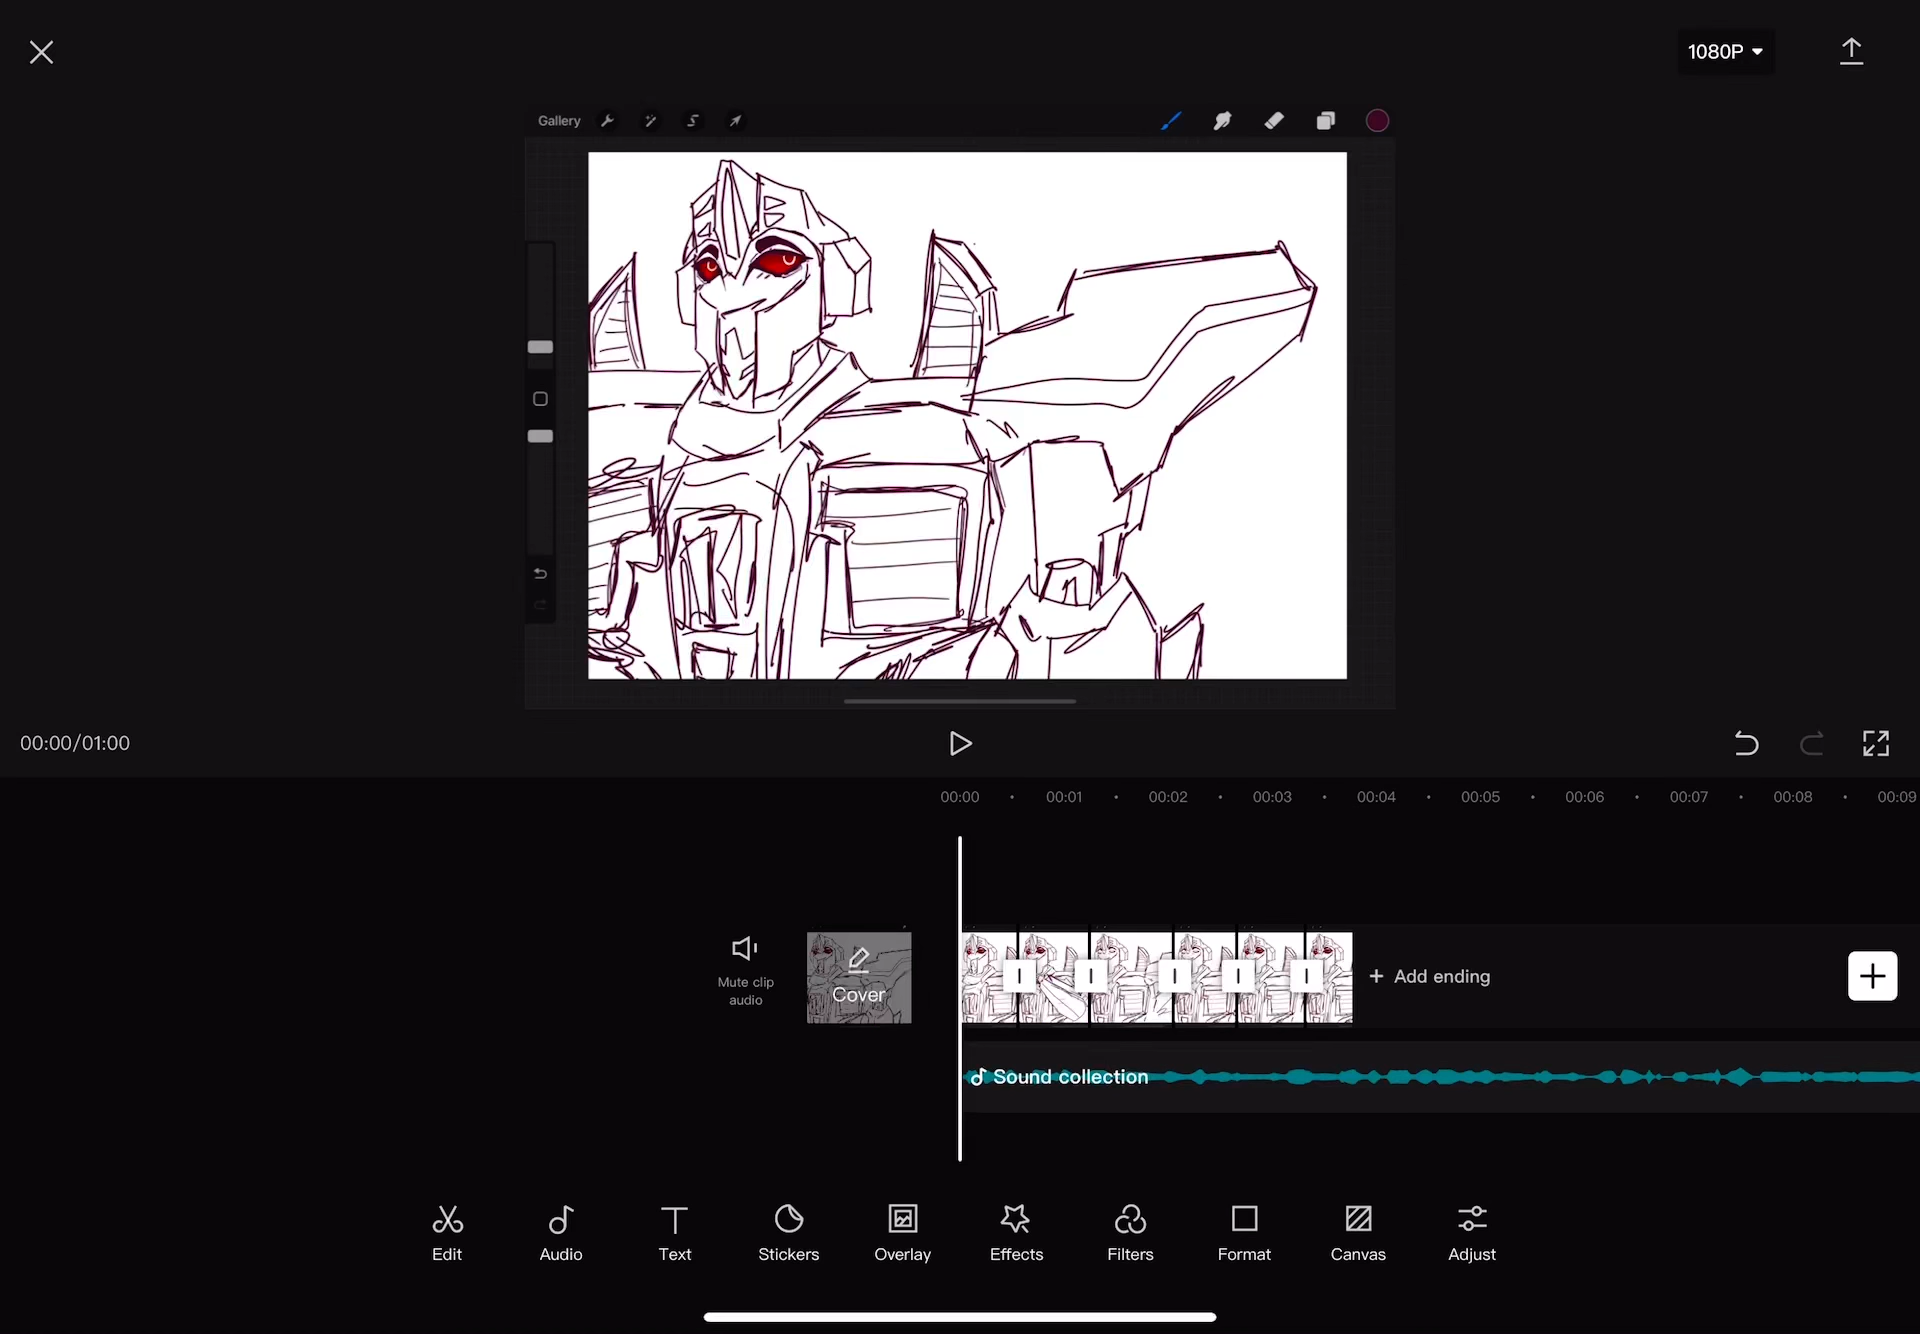 1080P
Gallery
00:00/01:00
00:00 00:01 00:02 00:03 00:04 00:05 00:06 00:07 00:08 00:09
Mute clip
audio
Cover
+ Add ending
Sound collection
Edit Audio Text Stickers Overlay Effects Filters Format Canvas Adjust